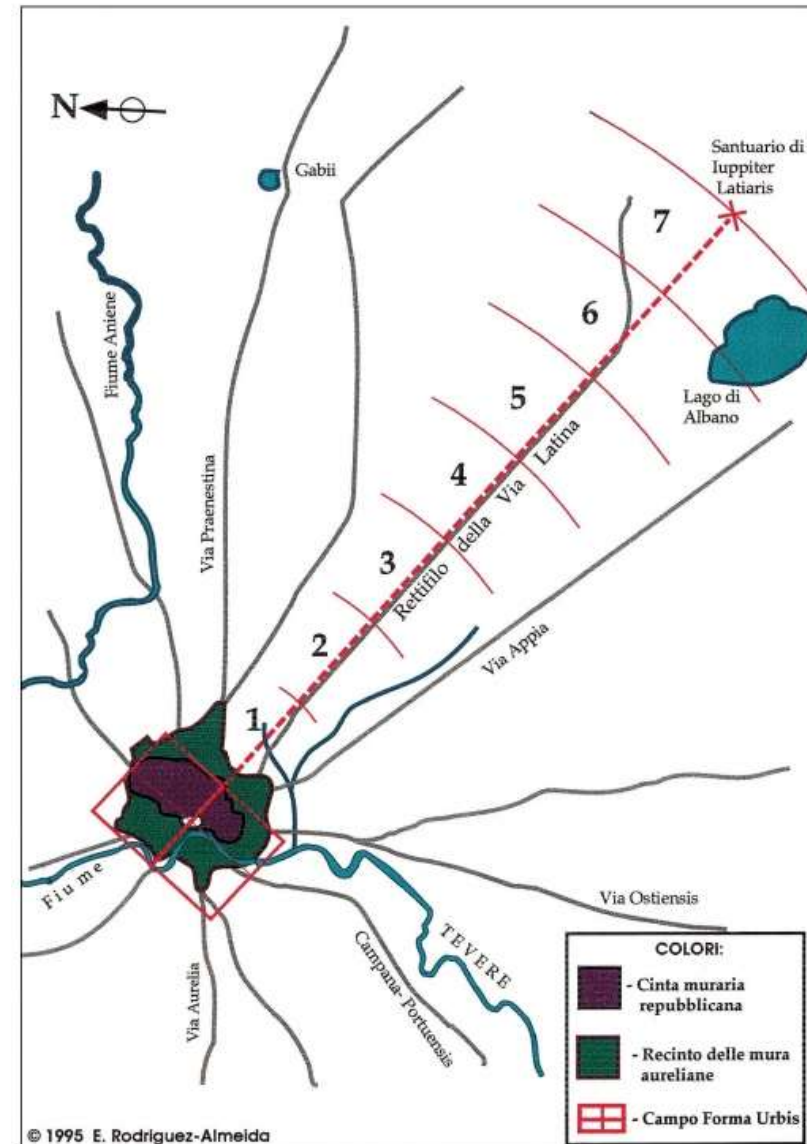 N
Gabii
Santuario di
Iuppiter
Latiaris
Fiume Aniene
Via Praenestina
7
6
5
4
3
2
1
Lago di
Albano
Rettifilo della Via Latina
Via Appia
Fiume
TEVERE
Via Ostiensis
Campana-Portuensis
Via Aurelia
COLORI:
- Cinta muraria
repubblicana
- Recinto delle mura
aureliane
- Campo Forma Urbis
© 1995 E. Rodriguez-Almeida